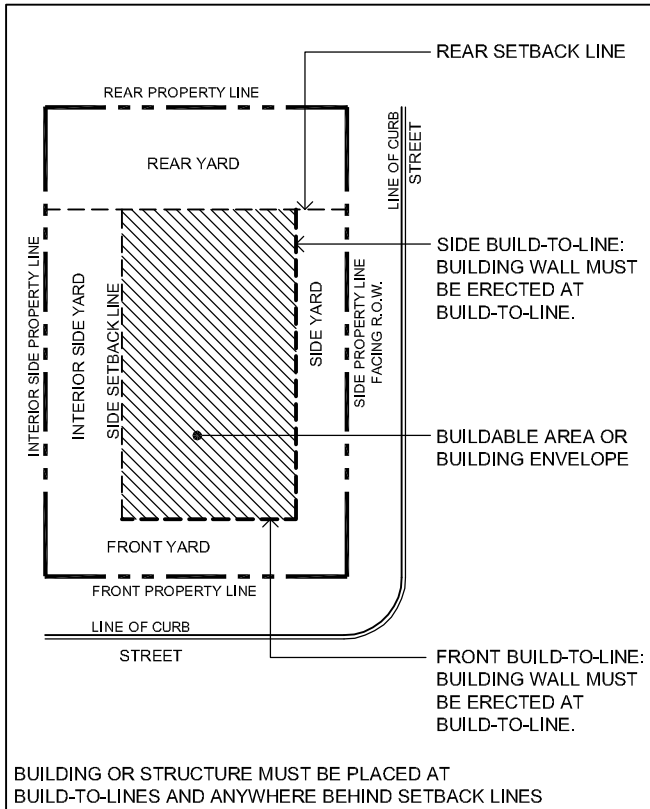 REAR SETBACK LINE
REAR PROPERTY LINE
REAR YARD
LINE OF CURB
STREET
SIDE BUILD-TO-LINE:
BUILDING WALL MUST
BE ERECTED AT
BUILD-TO-LINE.
INTERIOR SIDE PROPERTY LINE
INTERIOR SIDE YARD
SIDE SETBACK LINE
SIDE YARD
SIDE PROPERTY LINE
FACING R.O.W.
BUILDABLE AREA OR
BUILDING ENVELOPE
FRONT YARD
FRONT PROPERTY LINE
LINE OF CURB
STREET
FRONT BUILD-TO-LINE:
BUILDING WALL MUST
BE ERECTED AT
BUILD-TO-LINE.
BUILDING OR STRUCTURE MUST BE PLACED AT
BUILD-TO-LINES AND ANYWHERE BEHIND SETBACK LINES